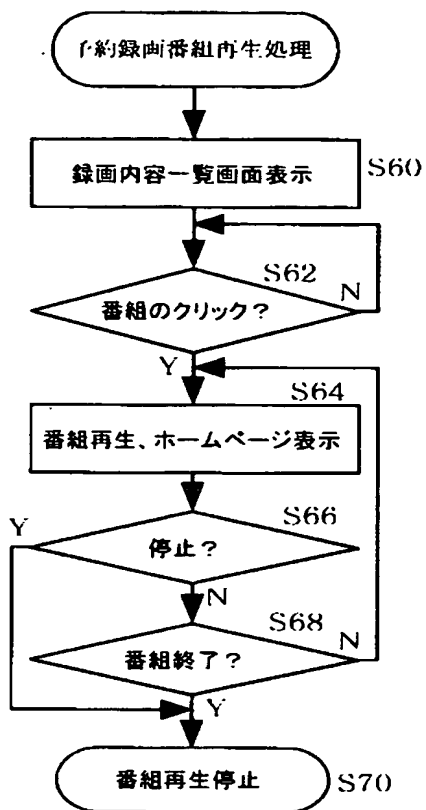 予約録画番組再生処理
録画内容一覧画面表示
S60
S62
番組のクリック？
N
Y
S64
番組再生、ホームページ表示
Y
S66
停止？
N
S68
番組終了？
N
Y
番組再生停止
S70